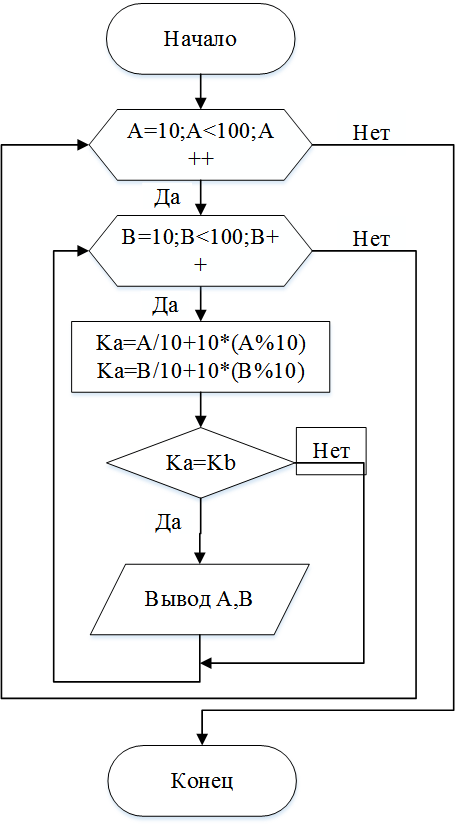 Начало
A=10;A<100;A
++
Нет
Да
B=10;B<100;B+
+
Нет
Да
Ka=A/10+10*(A%10)
Ka=B/10+10*(B%10)
Ka=Kb
Нет
Да
Вывод A,B
Конец